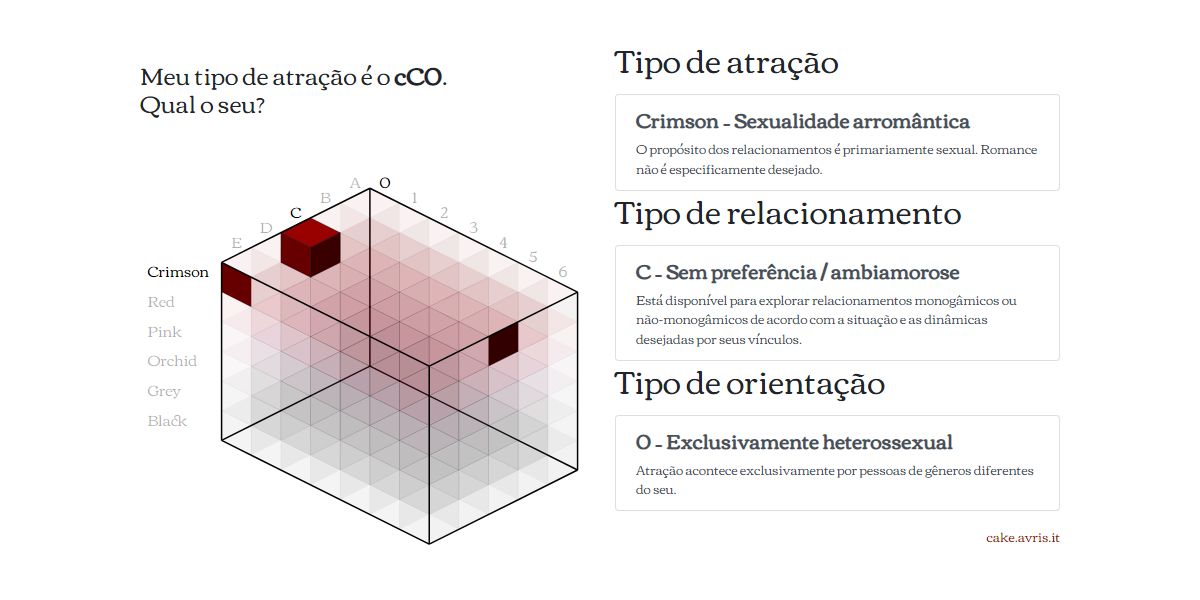 Meu tipo de atração é o cCO.
Qual o seu?
A O
B 1
C 2
D 3
E 4
5
6
Crimson
Red
Pink
Orchid
Grey
Black
Tipo de atração
Crimson - Sexualidade arromântica
O propósito dos relacionamentos é primariamente sexual. Romance
não é especificamente desejado.
Tipo de relacionamento
C - Sem preferência / ambiamorose
Está disponível para explorar relacionamentos monogâmicos ou
não-monogâmicos de acordo com a situação e as dinâmicas
desejadas por seus vínculos.
Tipo de orientação
O - Exclusivamente heterossexual
Atração acontece exclusivamente por pessoas de gêneros diferentes
do seu.
cake.avris.it